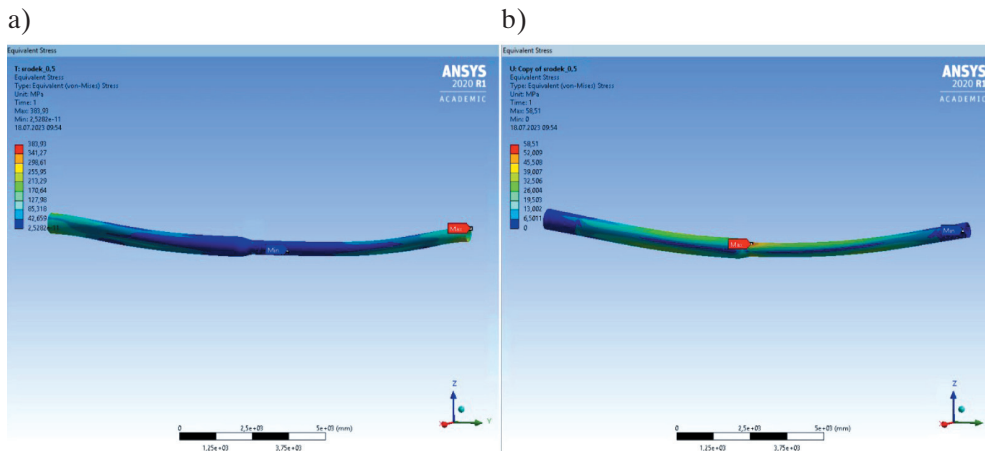 a)
b)
Equivalent Stress
T: srodek_0,5
Equivalent Stress
Type: Equivalent (von-Mises) Stress
Unit: MPa
Time: 1
Max: 383,93
Min: 2,5282e-11
18.07.2023 09:54
383,93
341,27
298,61
255,95
213,29
170,64
127,98
85,318
42,659
2,5282e-11
ANSYS
2020 R1
ACADEMIC
Min
Max
Z
Y
0
2,5e+03
5e+03 (mm)
1,25e+03
3,75e+03
Equivalent Stress
U: Copy of srodek_0,5
Equivalent Stress
Type: Equivalent (von-Mises) Stress
Unit: MPa
Time: 1
Max: 58,51
Min: 0
18.07.2023 09:54
58,51
52,009
45,508
39,007
32,506
26,004
19,503
13,002
6,5011
0
ANSYS
2020 R1
ACADEMIC
Max
Min
Z
Y
0
2,5e+03
5e+03 (mm)
1,25e+03
3,75e+03